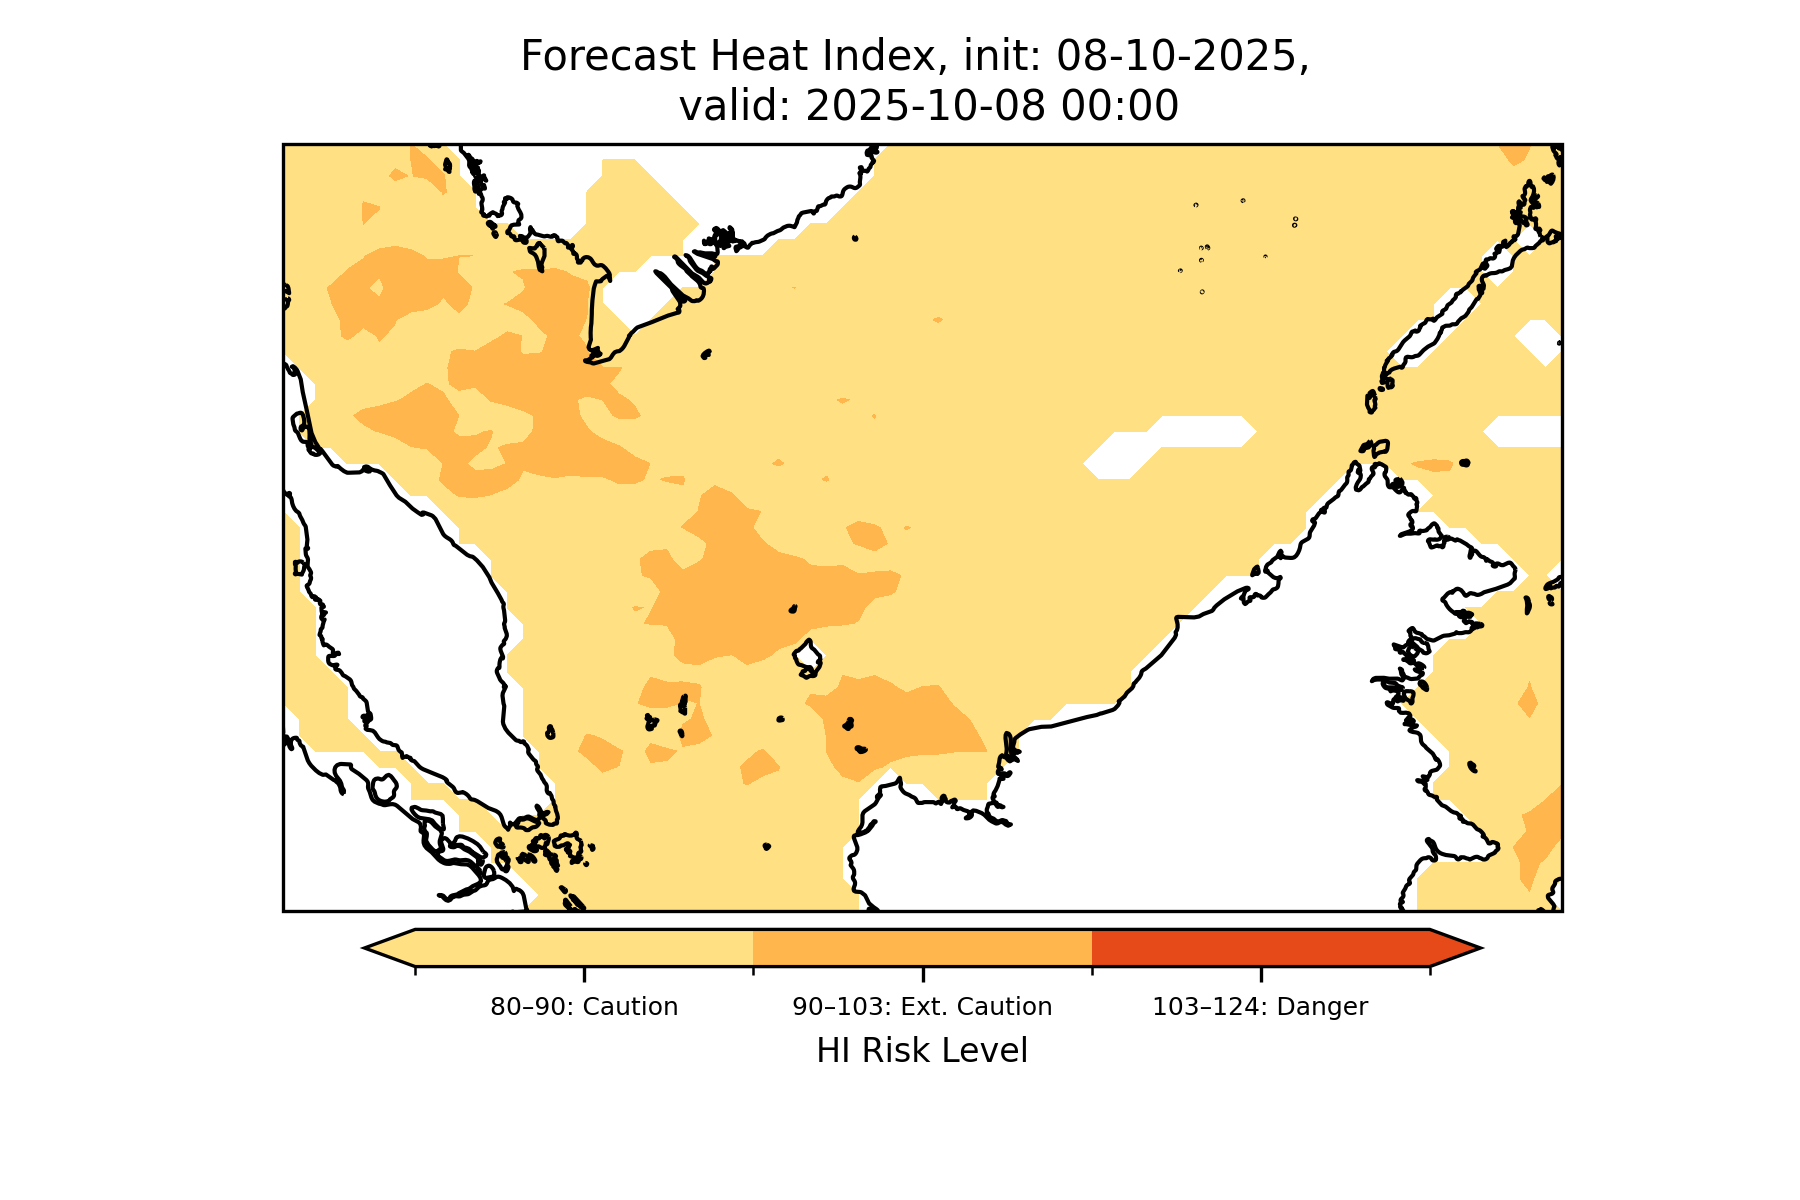 Forecast Heat Index, init: 08-10-2025,
valid: 2025-10-08 00:00
80–90: Caution
90–103: Ext. Caution
103–124: Danger
HI Risk Level